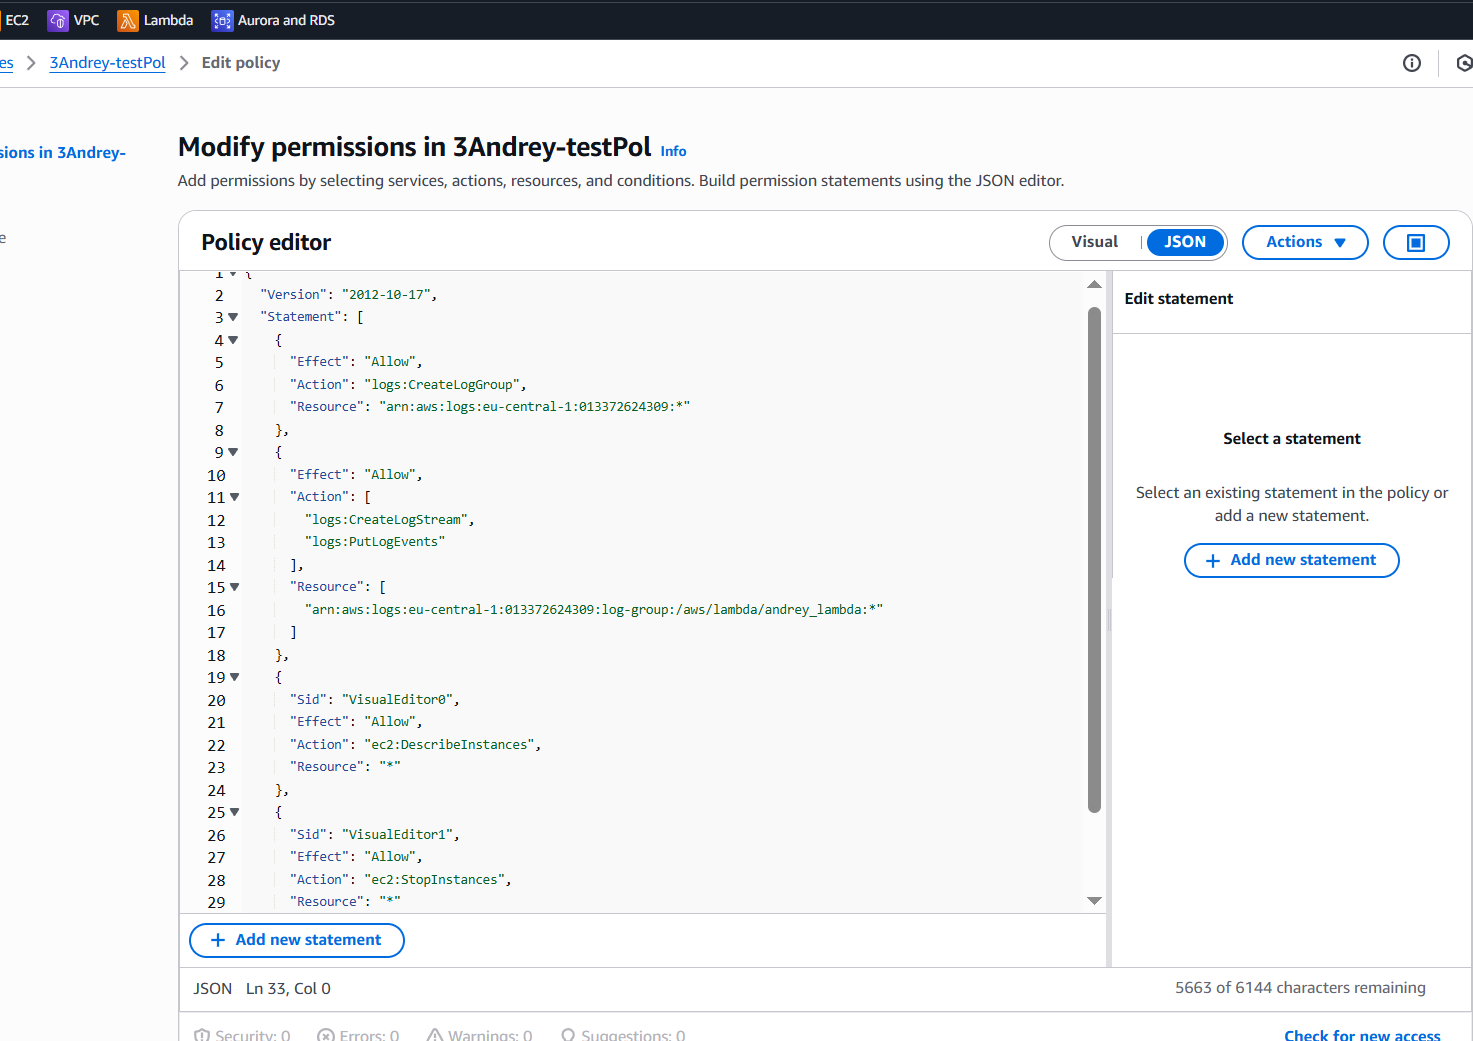 EC2 VPC Lambda Aurora and RDS
es > 3Andrey-testPol > Edit policy
sions in 3Andrey-
e
Modify permissions in 3Andrey-testPol Info
Add permissions by selecting services, actions, resources, and conditions. Build permission statements using the JSON editor.
Policy editor
Visual JSON Actions
1 {
2 "Version": "2012-10-17",
3 "Statement": [
4 {
5 "Effect": "Allow",
6 "Action": "logs:CreateLogGroup",
7 "Resource": "arn:aws:logs:eu-central-1:013372624309:*"
8 },
9 {
10 "Effect": "Allow",
11 "Action": [
12 "logs:CreateLogStream",
13 "logs:PutLogEvents"
14 ],
15 "Resource": [
16 "arn:aws:logs:eu-central-1:013372624309:log-group:/aws/lambda/andrey_lambda:*"
17 ]
18 },
19 {
20 "Sid": "VisualEditor0",
21 "Effect": "Allow",
22 "Action": "ec2:DescribeInstances",
23 "Resource": "*"
24 },
25 {
26 "Sid": "VisualEditor1",
27 "Effect": "Allow",
28 "Action": "ec2:StopInstances",
29 "Resource": "*"
+ Add new statement
JSON Ln 33, Col 0
5663 of 6144 characters remaining
Edit statement
Select a statement
Select an existing statement in the policy or
add a new statement.
+ Add new statement
Security: 0 Errors: 0 Warnings: 0 Suggestions: 0
Check for new access